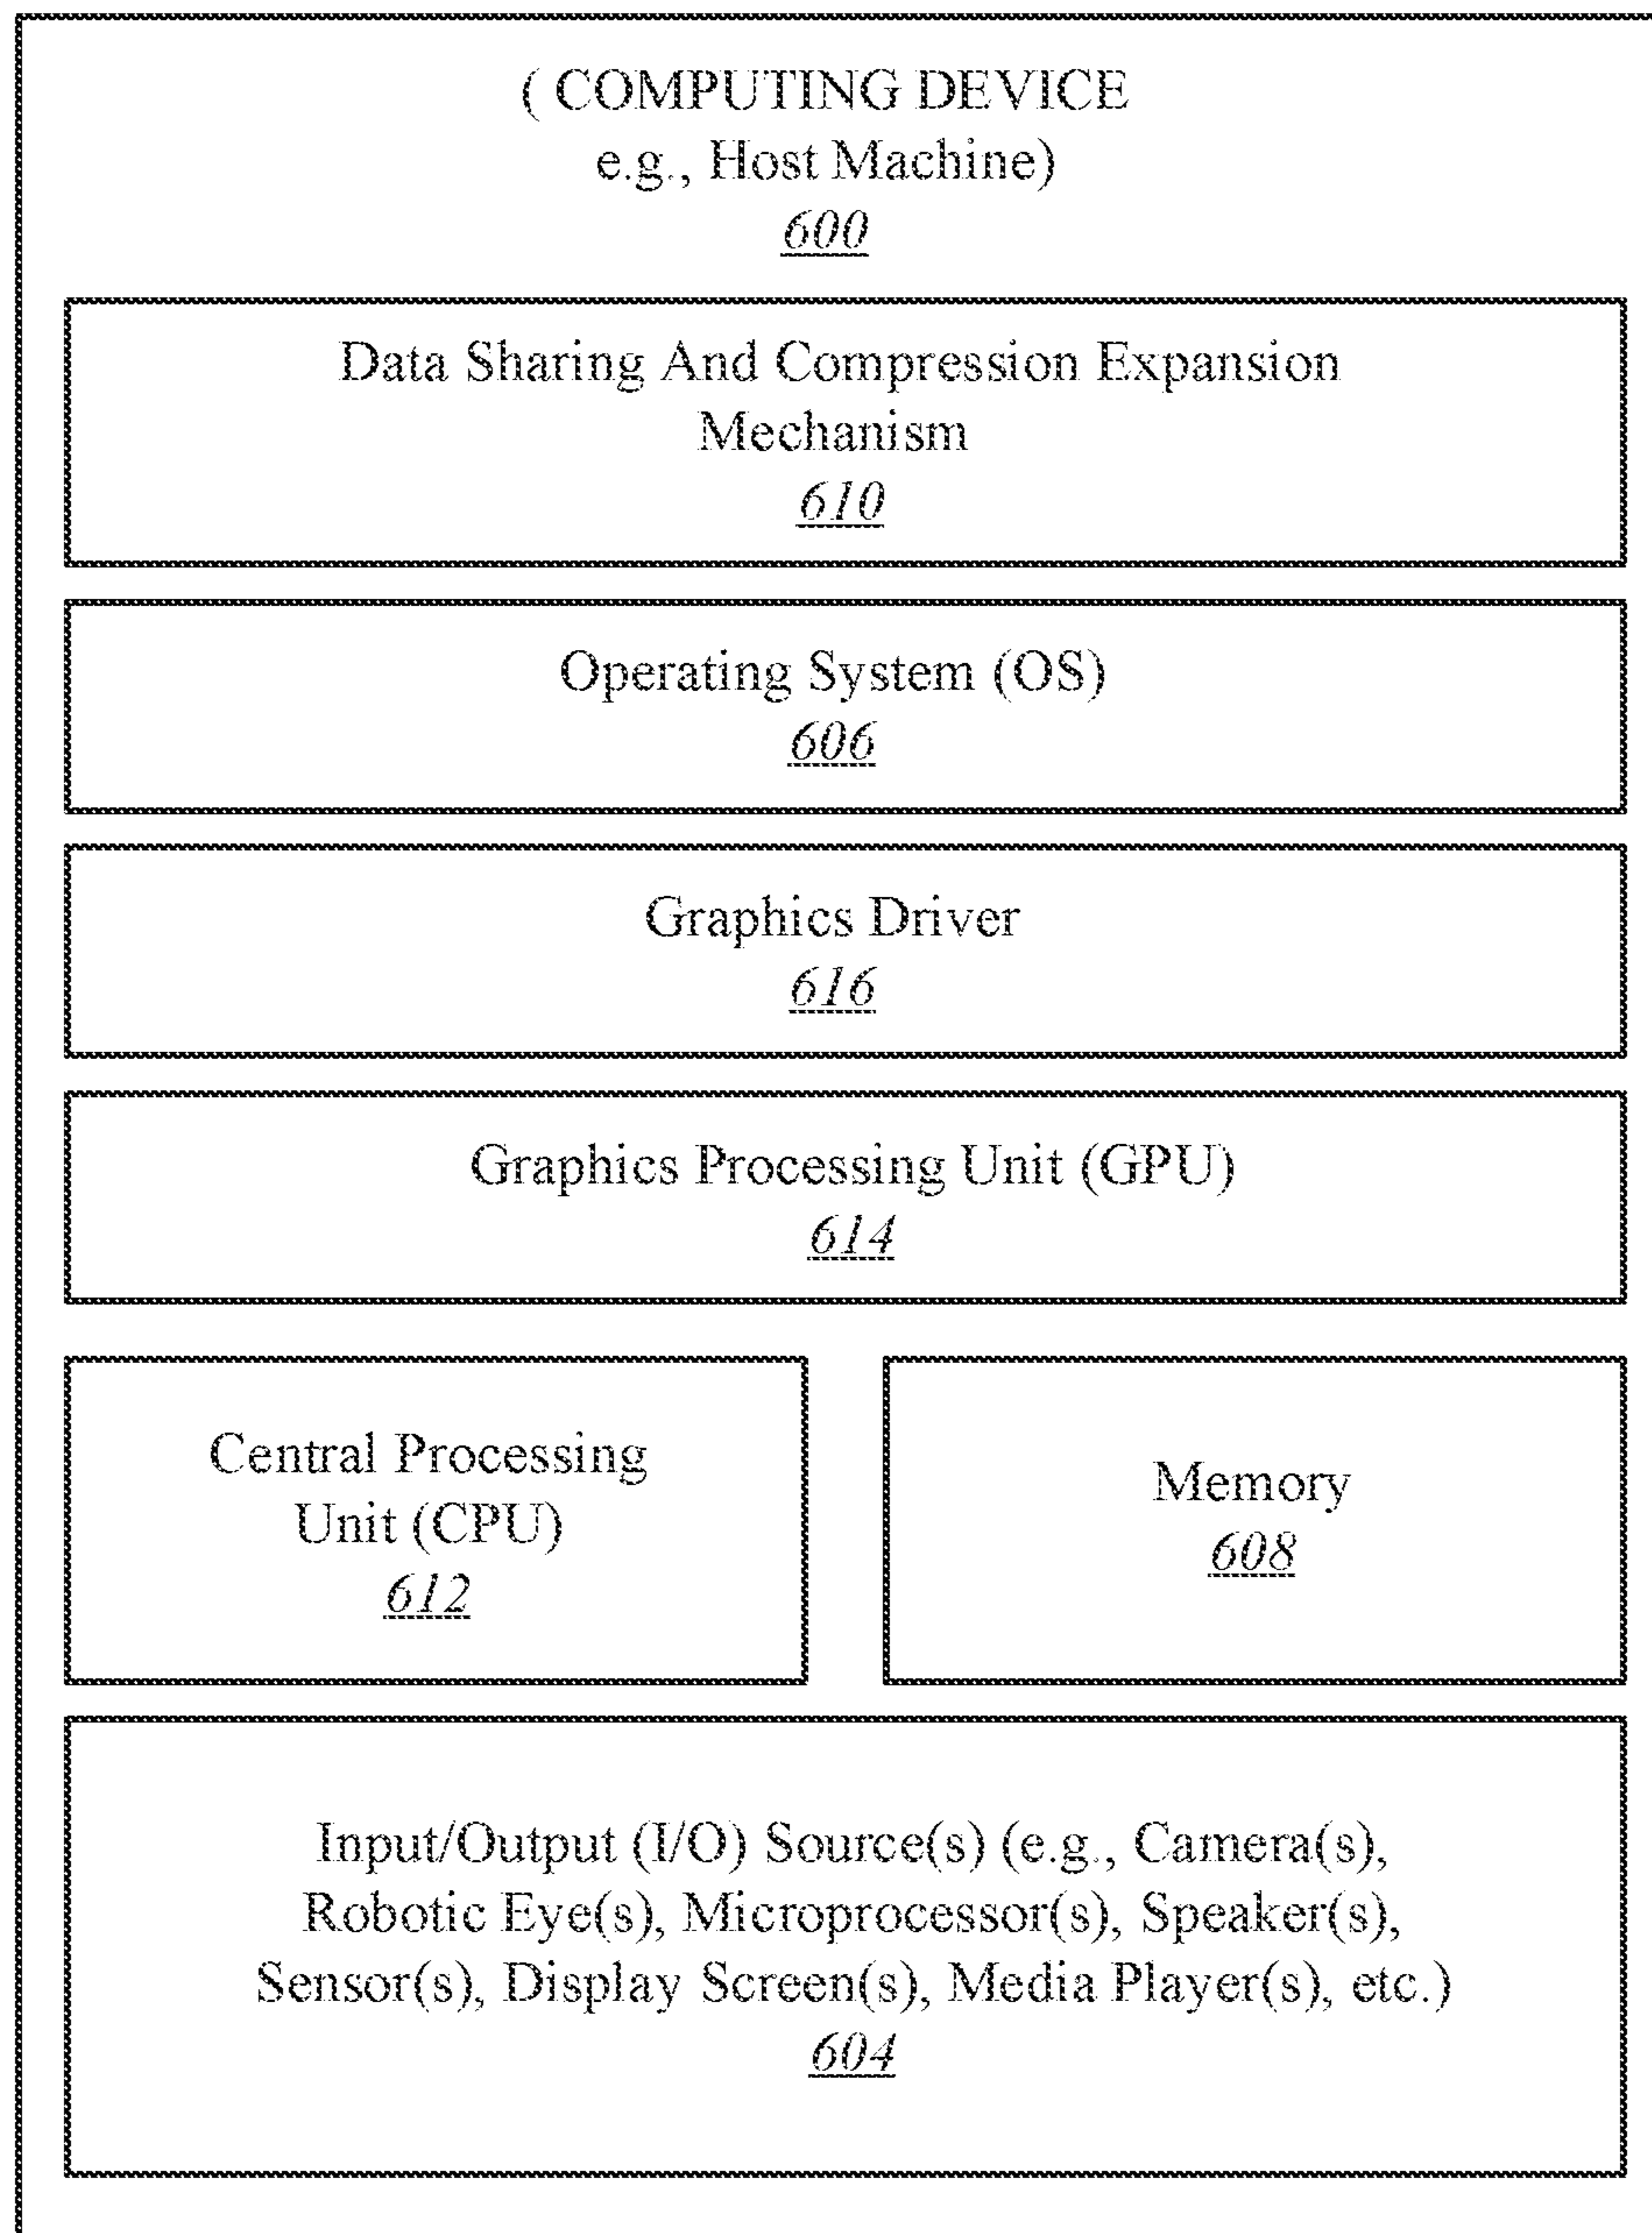 ( COMPUTING DEVICE
e.g., Host Machine)
600
Data Sharing And Compression Expansion
Mechanism
610
Operating System (OS)
606
Graphics Driver
616
Graphics Processing Unit (GPU)
614
Central Processing
Unit (CPU)
612
Memory
608
Input/Output (I/O) Source(s) (e.g., Camera(s),
Robotic Eye(s), Microprocessor(s), Speaker(s),
Sensor(s), Display Screen(s), Media Player(s), etc.)
604